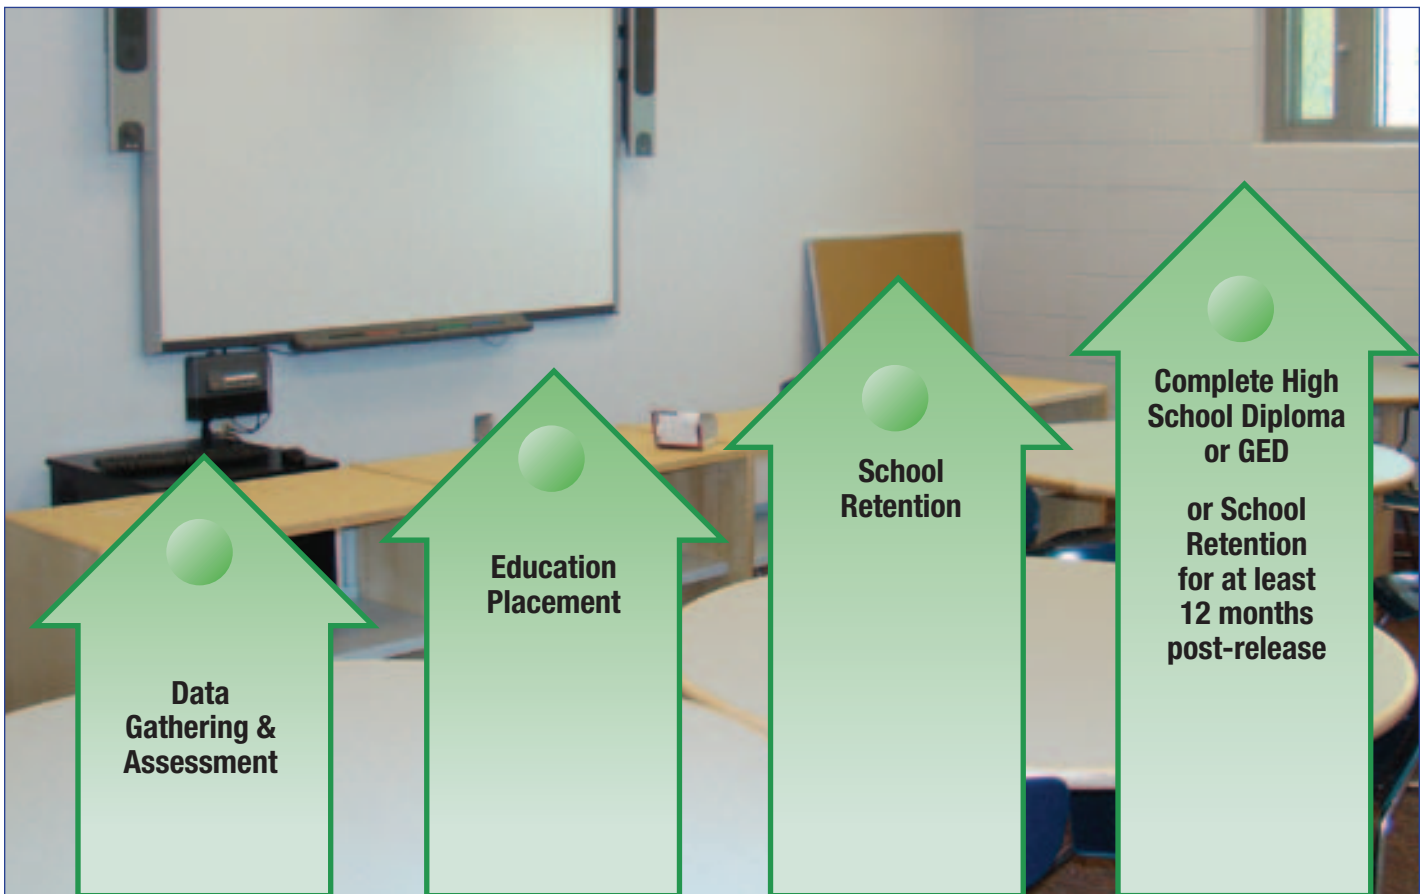 Data
Gathering &
Assessment
Education
Placement
School
Retention
Complete High
School Diploma
or GED
or School
Retention
for at least
12 months
post-release